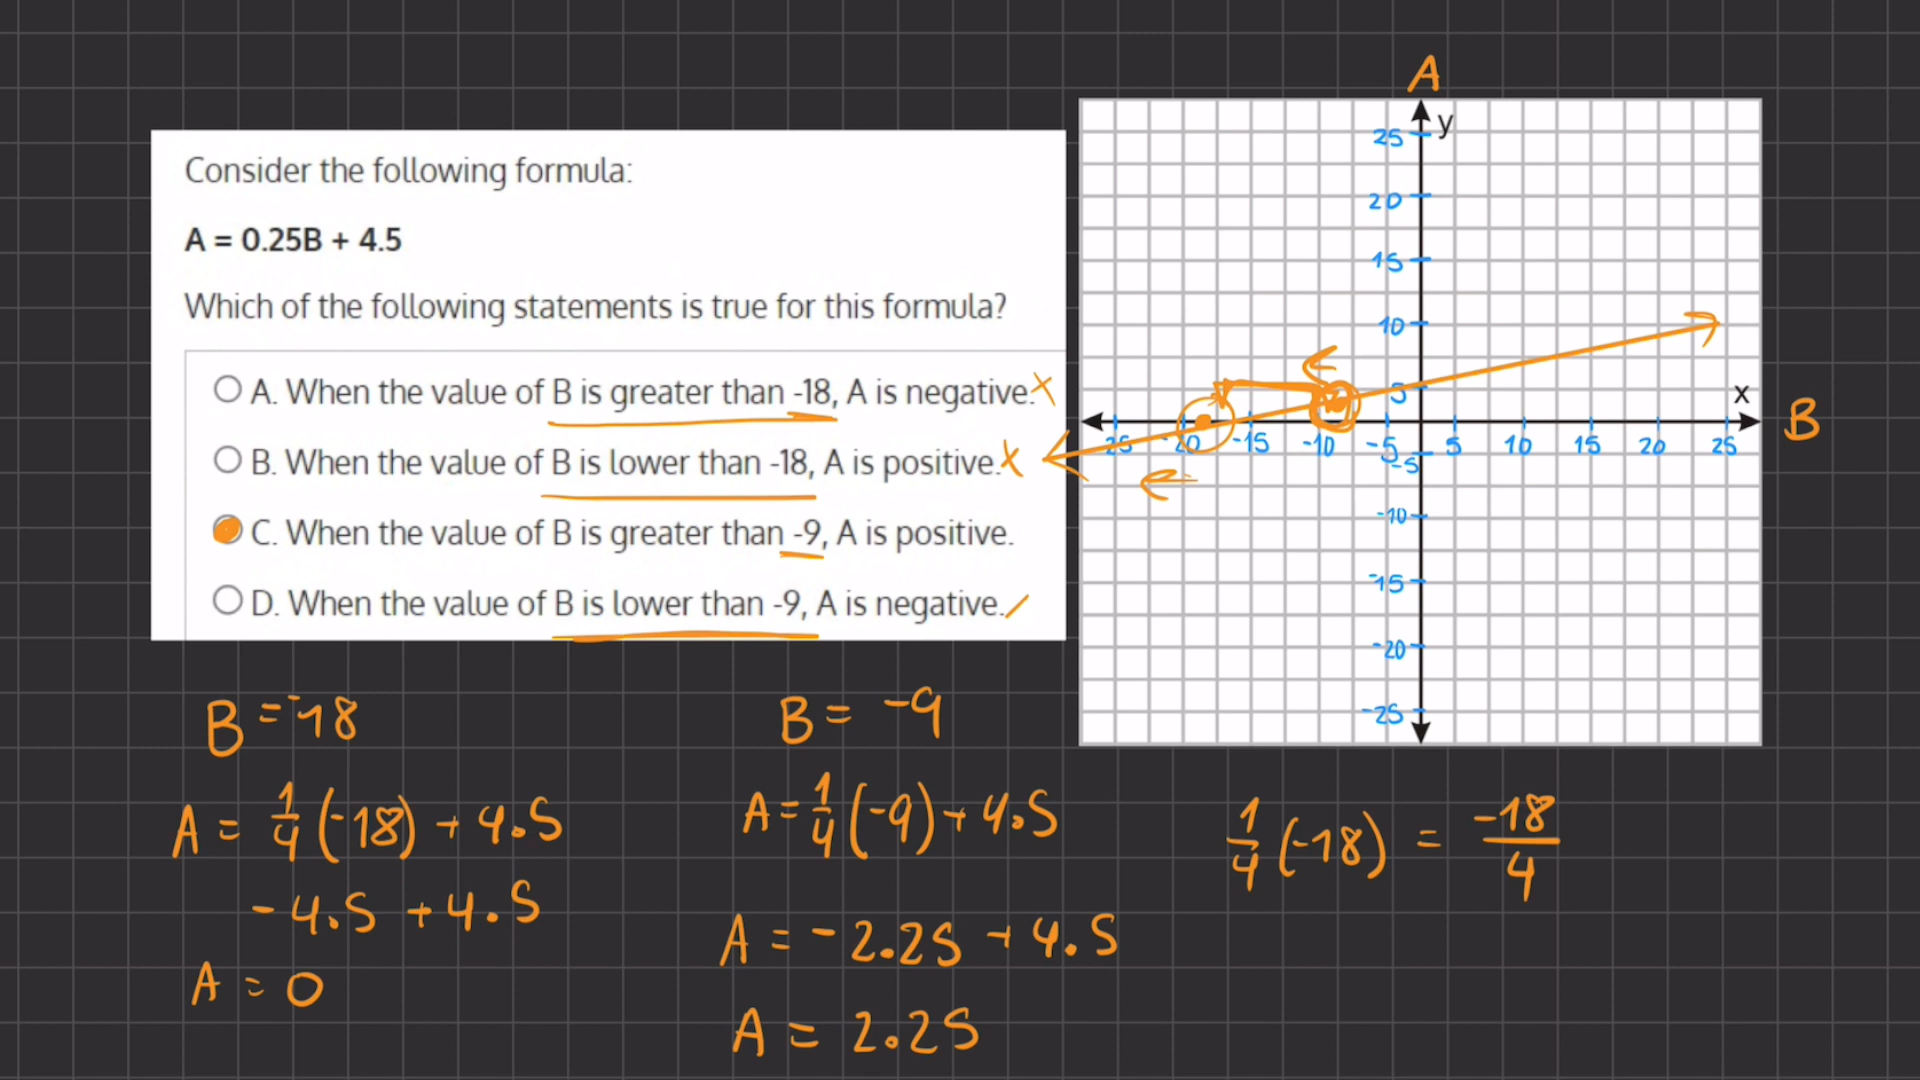 Consider the following formula:
A = 0.25B + 4.5
Which of the following statements is true for this formula?
A. When the value of B is greater than -18, A is negative. x
B. When the value of B is lower than -18, A is positive. x
C. When the value of B is greater than -9, A is positive.
D. When the value of B is lower than -9, A is negative.
A
y
25
20
15
10
5
x
B
-20 -15 -10 -5 5 10 15 20 25
-5
-10
-15
-20
-25
B = -18
A = 1/4 (-18) + 4.5
- 4.5 + 4.5
A = 0
B = -9
A = 1/4 (-9) + 4.5
A = -2.25 + 4.5
A = 2.25
1/4 (-18) = -18/4